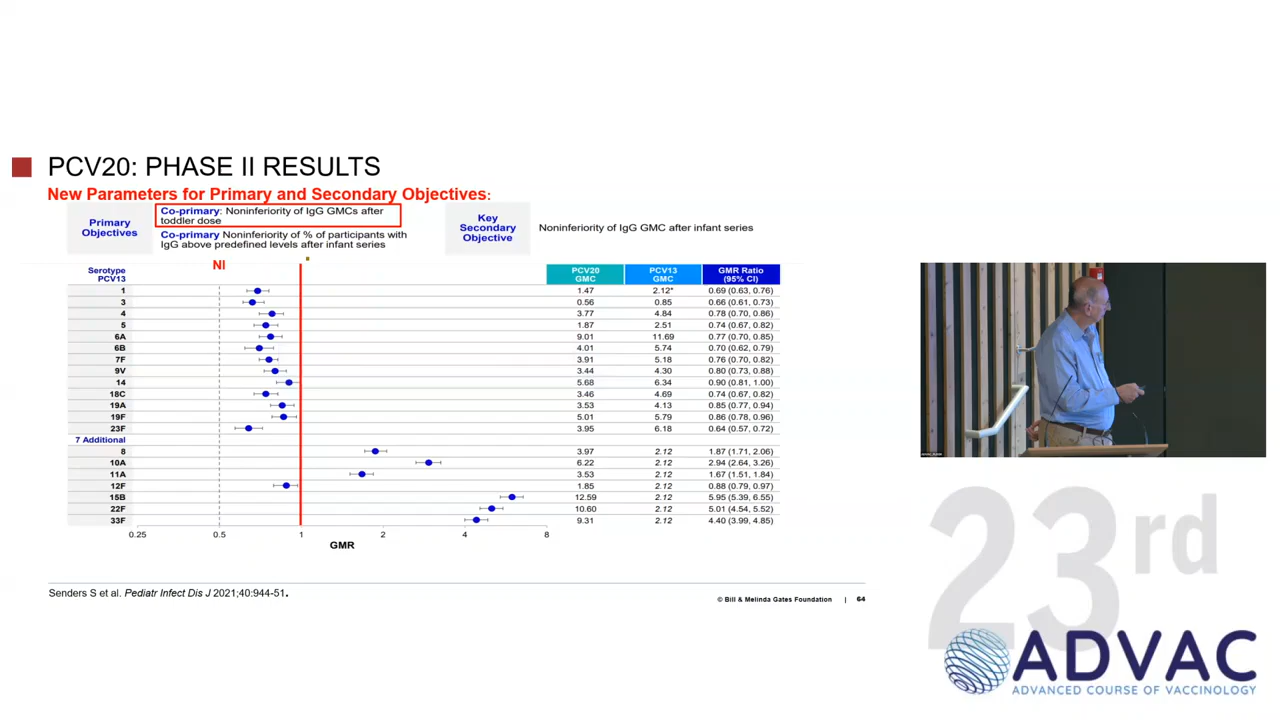 PCV20: PHASE II RESULTS
New Parameters for Primary and Secondary Objectives:
Primary
Objectives
Co-primary: Noninferiority of IgG GMCs after
toddler dose
Co-primary Noninferiority of % of participants with
IgG above predefined levels after infant series
Key
Secondary
Objective
Noninferiority of IgG GMC after infant series
NI
Serotype
PCV13
PCV20
GMC
PCV13
GMC
GMR Ratio
(95% CI)
1 1.47 2.12* 0.69 (0.63, 0.76)
3 0.56 0.85 0.66 (0.61, 0.73)
4 3.77 4.84 0.78 (0.70, 0.86)
5 1.87 2.51 0.74 (0.67, 0.82)
6A 9.01 11.69 0.77 (0.70, 0.85)
6B 4.01 5.74 0.70 (0.62, 0.79)
7F 3.91 5.18 0.76 (0.70, 0.82)
9V 3.44 4.30 0.80 (0.73, 0.88)
14 5.68 6.34 0.90 (0.81, 1.00)
18C 3.46 4.69 0.74 (0.67, 0.82)
19A 3.53 4.13 0.85 (0.77, 0.94)
19F 5.01 5.79 0.86 (0.78, 0.96)
23F 3.95 6.18 0.64 (0.57, 0.72)
7 Additional
8 3.97 2.12 1.87 (1.71, 2.06)
10A 6.22 2.12 2.94 (2.64, 3.26)
11A 3.53 2.12 1.67 (1.51, 1.84)
12F 1.85 2.12 0.88 (0.79, 0.97)
15B 12.59 2.12 5.95 (5.39, 6.55)
22F 10.60 2.12 5.01 (4.54, 5.52)
33F 9.31 2.12 4.40 (3.99, 4.85)
0.25 0.5 1 2 4 8
GMR
Senders S et al. Pediatr Infect Dis J 2021;40:944-51.
© Bill & Melinda Gates Foundation | 64
23rd
ADVAC
ADVANCED COURSE OF VACCINOLOGY